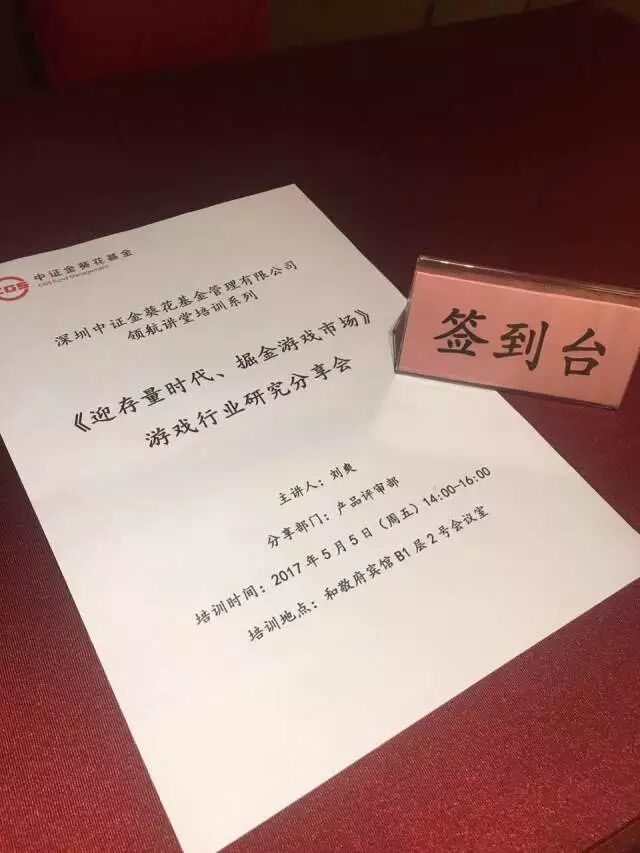 中证金葵花基金
CGS Fund Management
CGS
深圳中证金葵花基金管理有限公司
领航讲堂培训系列
《迎存量时代、掘金游戏市场》
游戏行业研究分享会
主讲人：刘爽
分享部门：产品评审部
培训时间：2017年5月5日（周五）14:00-16:00
培训地点：和敬府宾馆B1层2号会议室
签到台